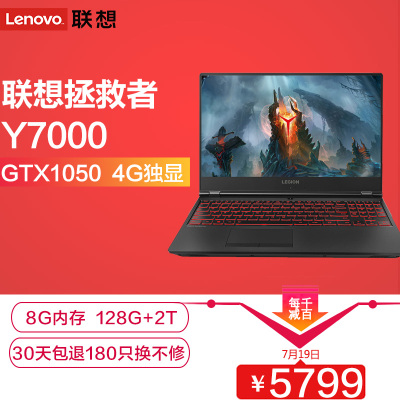 Lenovo 联想
联想拯救者
Y7000
GTX1050 4G独显
LEGION
8G内存 128G+2T
30天包退180只换不修
每千
减百
7月19日
¥5799